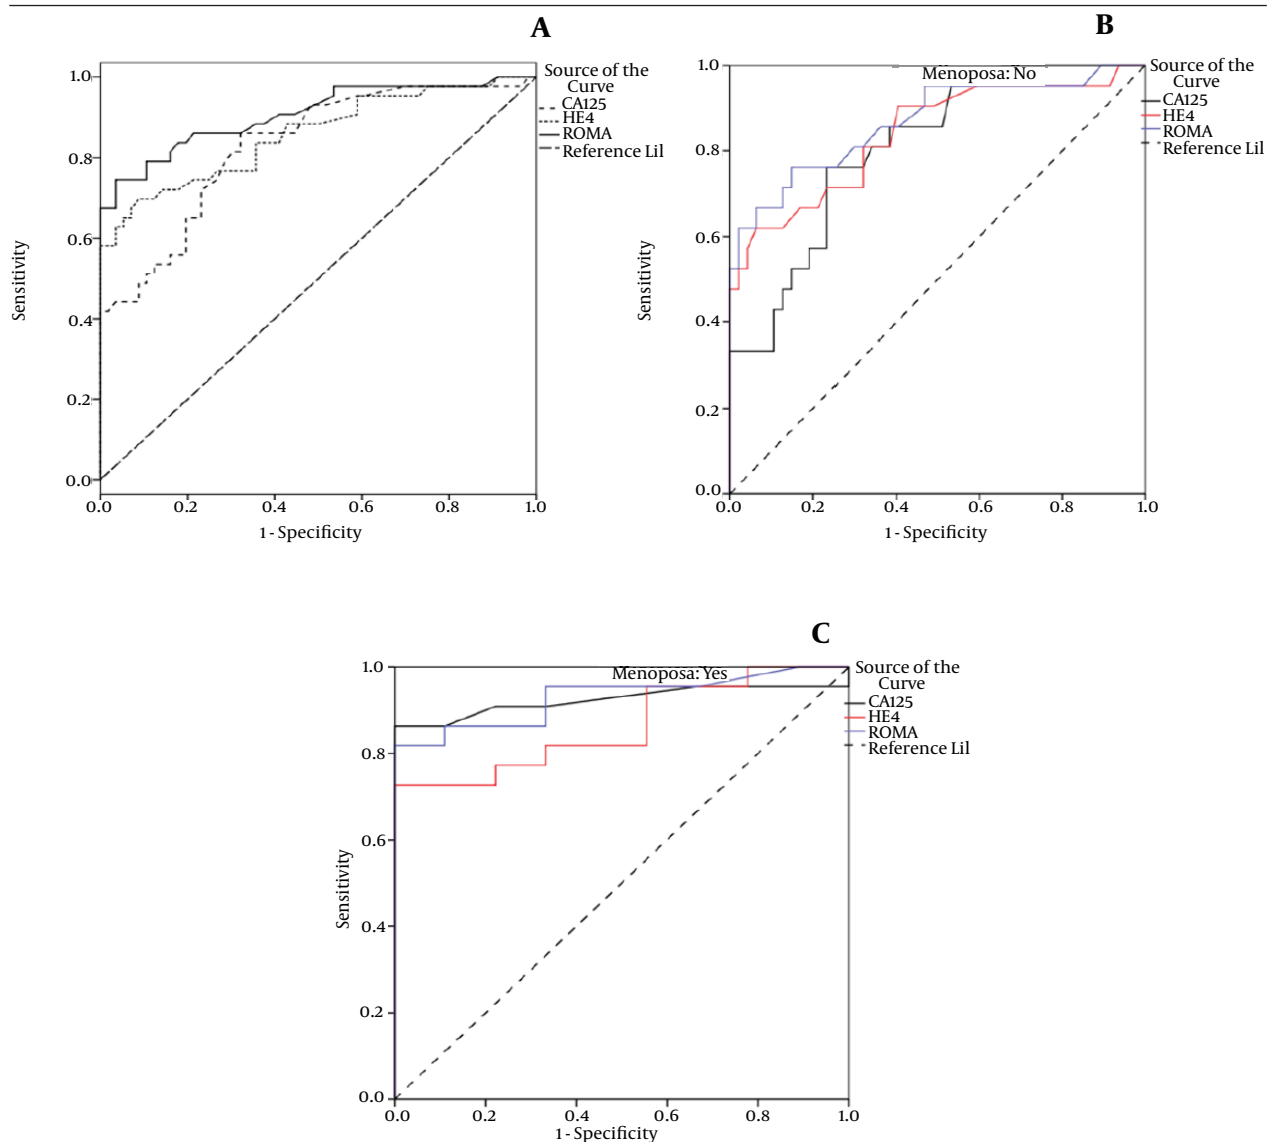 A
Source of the
Curve
CA125
HE4
ROMA
Reference Lil
1.0
0.8
0.6
0.4
0.2
0.0
Sensitivity
0.0 0.2 0.4 0.6 0.8 1.0
1 - Specificity
B
Menoposa: No
Source of the
Curve
CA125
HE4
ROMA
Reference Lil
1.0
0.8
0.6
0.4
0.2
0.0
Sensitivity
0.0 0.2 0.4 0.6 0.8 1.0
1 - Specificity
C
Menoposa: Yes
Source of the
Curve
CA125
HE4
ROMA
Reference Lil
1.0
0.8
0.6
0.4
0.2
0.0
Sensitivity
0.0 0.2 0.4 0.6 0.8 1.0
1 - Specificity